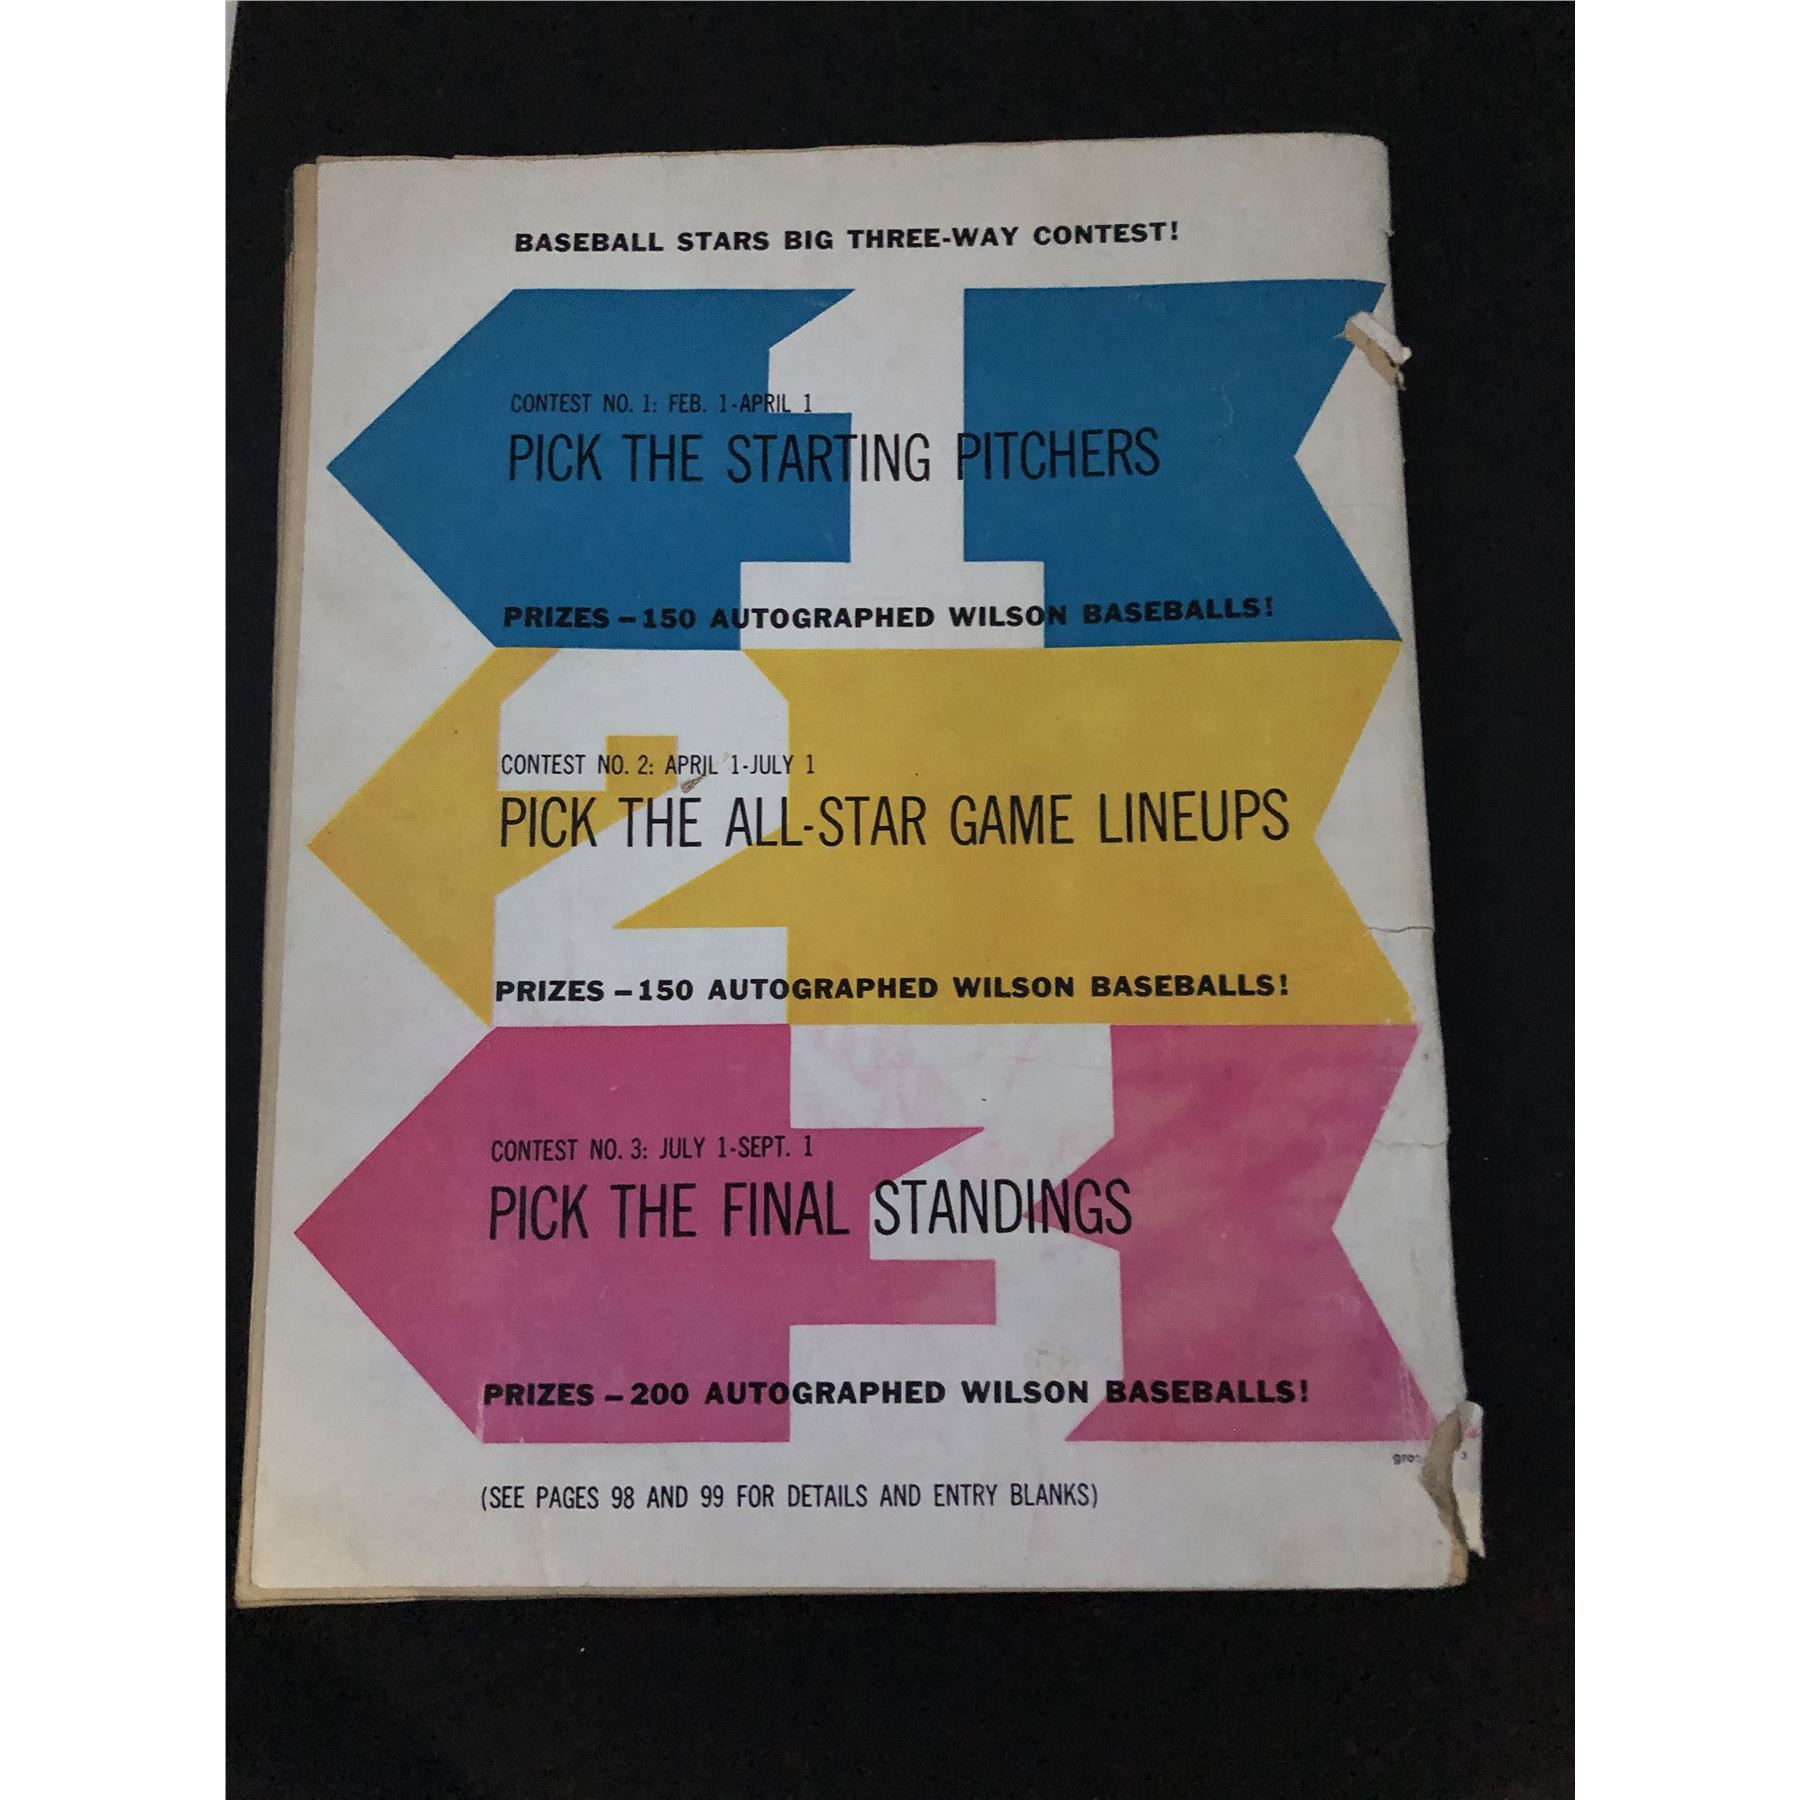 BASEBALL STARS BIG THREE-WAY CONTEST!
1
CONTEST NO. 1: FEB. 1-APRIL 1
PICK THE STARTING PITCHERS
PRIZES – 150 AUTOGRAPHED WILSON BASEBALLS!
2
CONTEST NO. 2: APRIL 1-JULY 1
PICK THE ALL-STAR GAME LINEUPS
PRIZES – 150 AUTOGRAPHED WILSON BASEBALLS!
3
CONTEST NO. 3: JULY 1-SEPT. 1
PICK THE FINAL STANDINGS
PRIZES – 200 AUTOGRAPHED WILSON BASEBALLS!
(SEE PAGES 98 AND 99 FOR DETAILS AND ENTRY BLANKS)